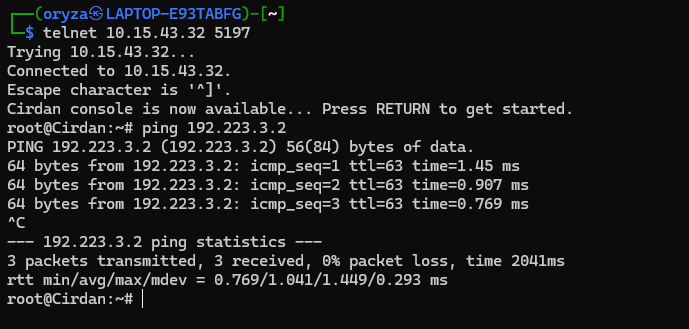 ┌──(oryza㉿LAPTOP-E93TABFG)-[~]
└─$ telnet 10.15.43.32 5197
Trying 10.15.43.32...
Connected to 10.15.43.32.
Escape character is '^]'.
Cirdan console is now available... Press RETURN to get started.
root@Cirdan:~# ping 192.223.3.2
PING 192.223.3.2 (192.223.3.2) 56(84) bytes of data.
64 bytes from 192.223.3.2: icmp_seq=1 ttl=63 time=1.45 ms
64 bytes from 192.223.3.2: icmp_seq=2 ttl=63 time=0.907 ms
64 bytes from 192.223.3.2: icmp_seq=3 ttl=63 time=0.769 ms
^C
--- 192.223.3.2 ping statistics ---
3 packets transmitted, 3 received, 0% packet loss, time 2041ms
rtt min/avg/max/mdev = 0.769/1.041/1.449/0.293 ms
root@Cirdan:~#